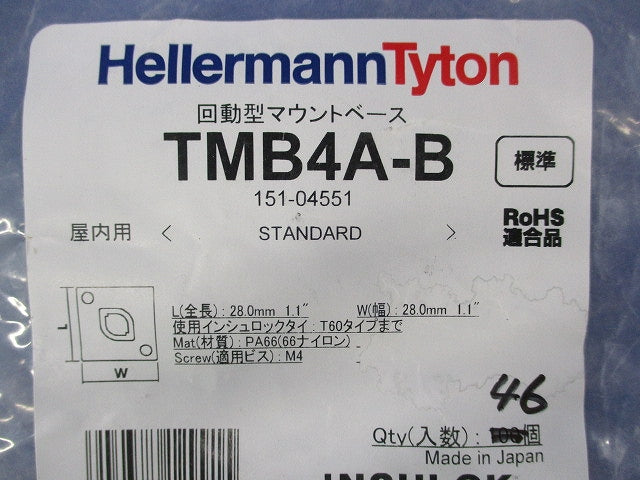 HellermannTyton
回動型マウントベース
TMB4A-B
標準
151-04551
屋内用 < STANDARD >
RoHS
適合品
L
W
L(全長) : 28.0mm 1.1" W(幅) : 28.0mm 1.1"
使用インシュロックタイ : T60タイプまで
Mat(材質) : PA66(66ナイロン)
Screw(適用ビス) : M4
46
Qty(入数) : 100個
Made in Japan
INSULOK